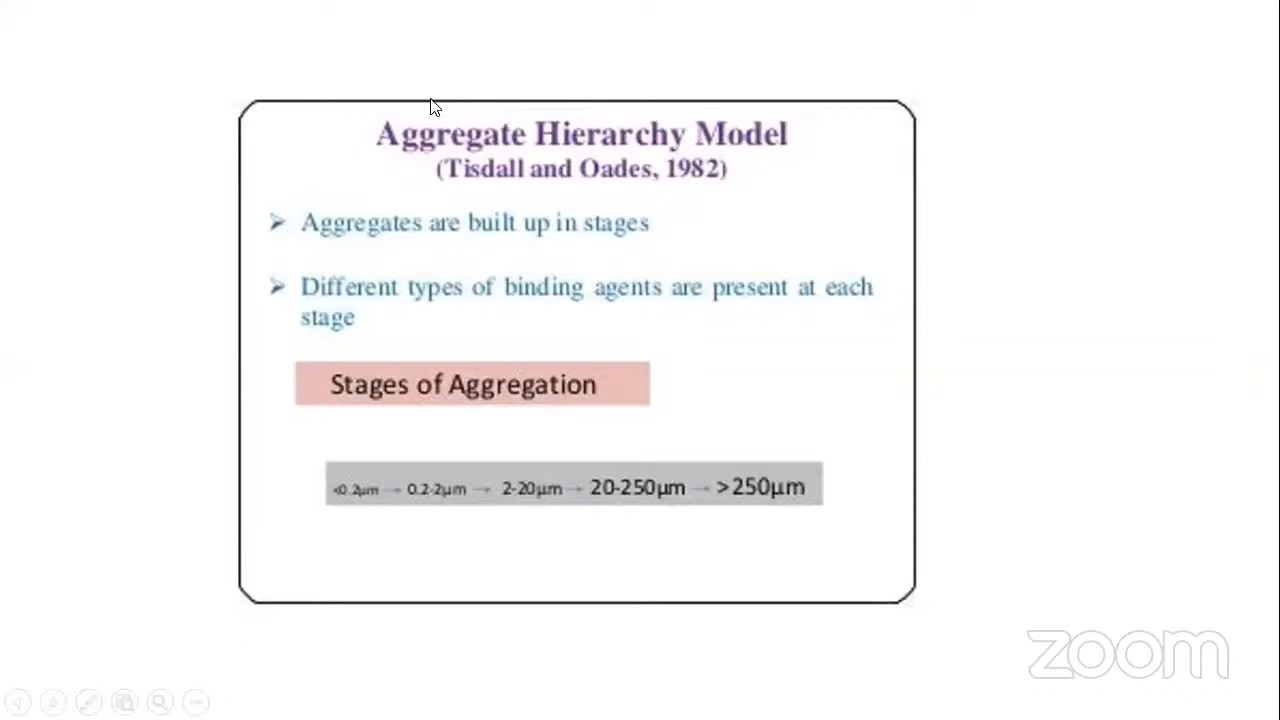 Aggregate Hierarchy Model
(Tisdall and Oades, 1982)
➢ Aggregates are built up in stages
➢ Different types of binding agents are present at each
stage
Stages of Aggregation
<0.2µm → 0.2-2µm → 2-20µm → 20-250µm → >250µm
zoom